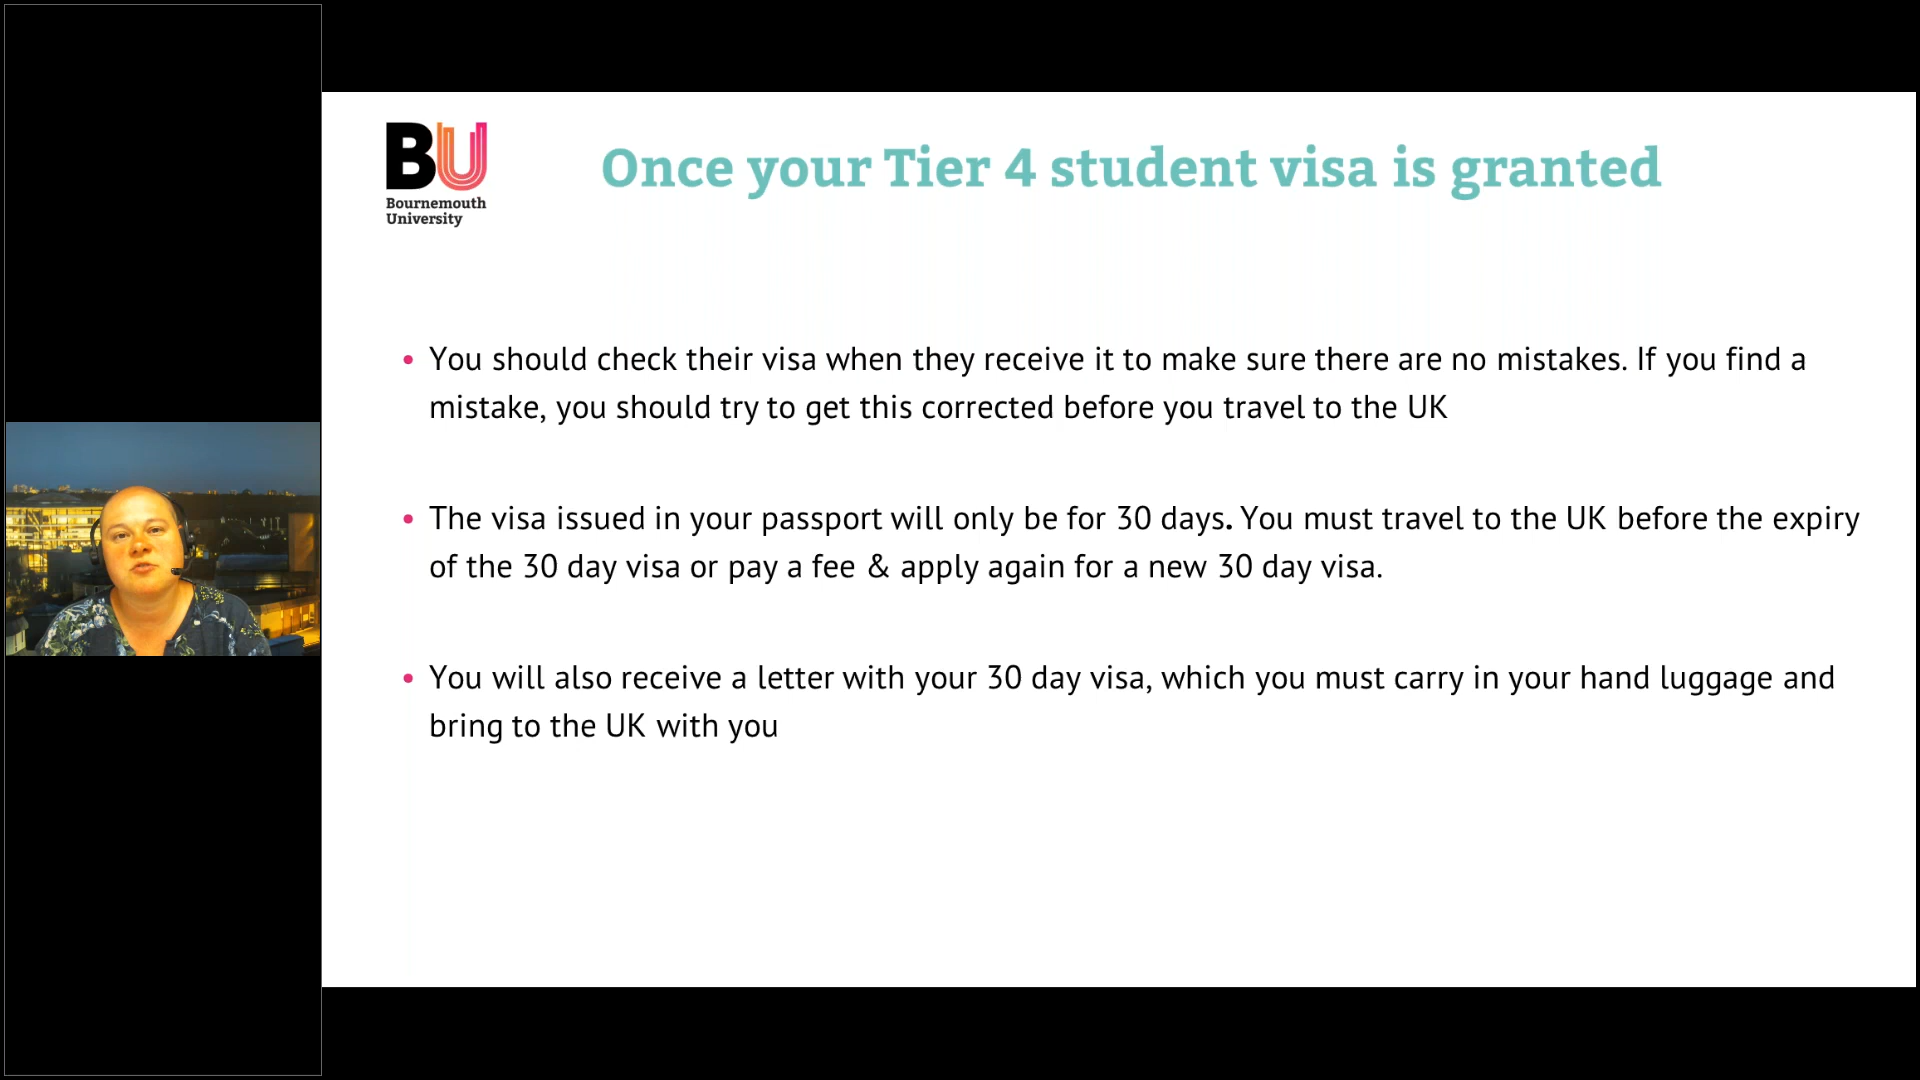 BU
Bournemouth
University
Once your Tier 4 student visa is granted
• You should check their visa when they receive it to make sure there are no mistakes. If you find a
mistake, you should try to get this corrected before you travel to the UK
• The visa issued in your passport will only be for 30 days. You must travel to the UK before the expiry
of the 30 day visa or pay a fee & apply again for a new 30 day visa.
• You will also receive a letter with your 30 day visa, which you must carry in your hand luggage and
bring to the UK with you